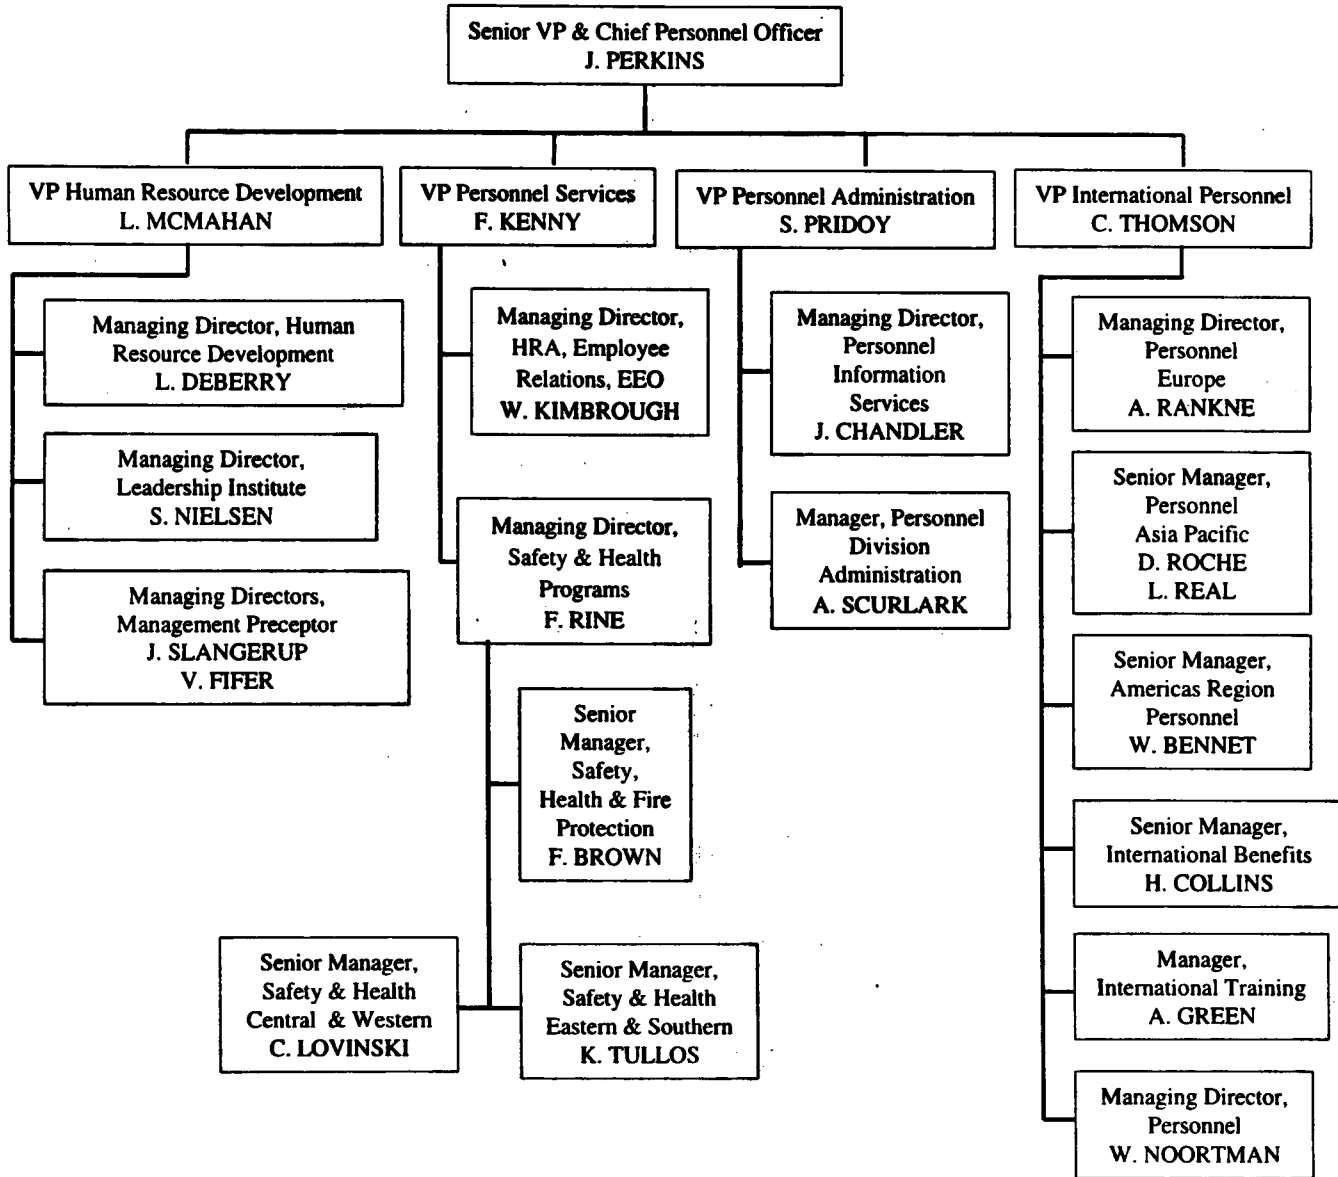 Senior VP & Chief Personnel Officer
J. PERKINS
VP Human Resource Development
L. MCMAHAN
VP Personnel Services
F. KENNY
VP Personnel Administration
S. PRIDOY
VP International Personnel
C. THOMSON
Managing Director, Human
Resource Development
L. DEBERRY
Managing Director,
Leadership Institute
S. NIELSEN
Managing Directors,
Management Preceptor
J. SLANGERUP
V. FIFER
Managing Director,
HRA, Employee
Relations, EEO
W. KIMBROUGH
Managing Director,
Safety & Health
Programs
F. RINE
Senior
Manager,
Safety,
Health & Fire
Protection
F. BROWN
Senior Manager,
Safety & Health
Central & Western
C. LOVINSKI
Senior Manager,
Safety & Health
Eastern & Southern
K. TULLOS
Managing Director,
Personnel
Information
Services
J. CHANDLER
Manager, Personnel
Division
Administration
A. SCURLARK
Managing Director,
Personnel
Europe
A. RANKNE
Senior Manager,
Personnel
Asia Pacific
D. ROCHE
L. REAL
Senior Manager,
Americas Region
Personnel
W. BENNET
Senior Manager,
International Benefits
H. COLLINS
Manager,
International Training
A. GREEN
Managing Director,
Personnel
W. NOORTMAN